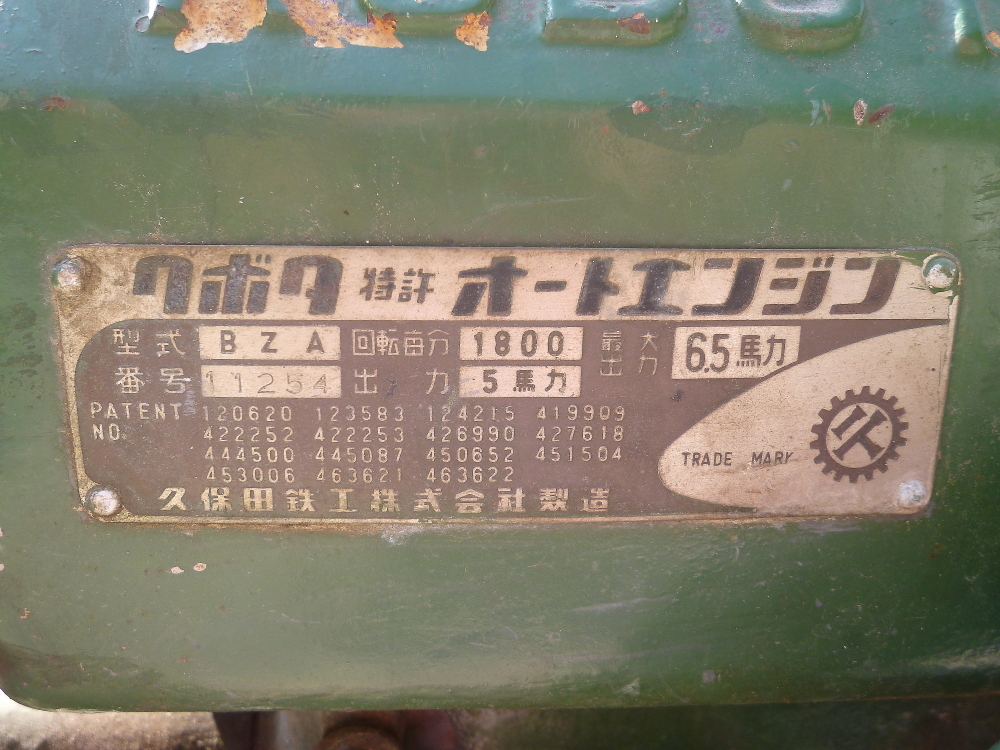 クボタ 特許 オートエンジン
型式 BZA 回転毎分 1800 最大出力 6.5馬力
番号 11254 出力 5馬力
PATENT NO. 120620 123583 124215 419909
422252 422253 426990 427618
444500 445087 450652 451504
453006 463621 463622
TRADE MARK
久保田鉄工株式会社製造